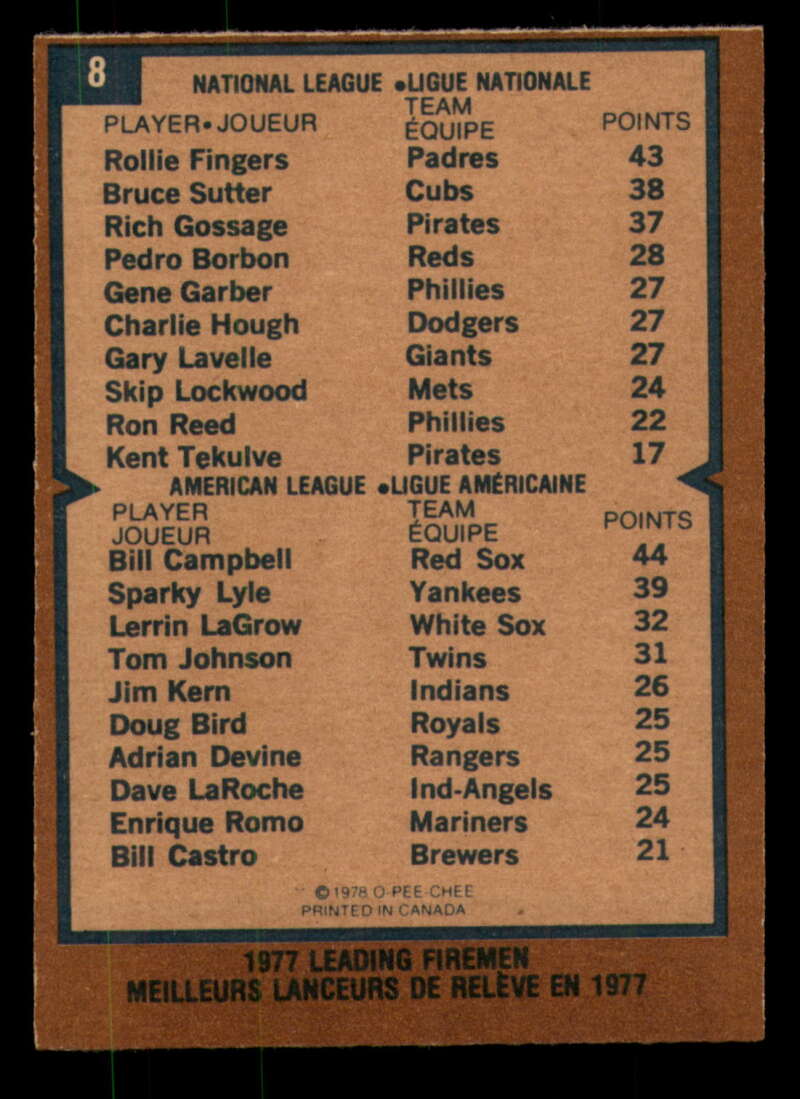 8
NATIONAL LEAGUE •LIGUE NATIONALE
PLAYER•JOUEUR TEAM ÉQUIPE POINTS
Rollie Fingers Padres 43
Bruce Sutter Cubs 38
Rich Gossage Pirates 37
Pedro Borbon Reds 28
Gene Garber Phillies 27
Charlie Hough Dodgers 27
Gary Lavelle Giants 27
Skip Lockwood Mets 24
Ron Reed Phillies 22
Kent Tekulve Pirates 17
AMERICAN LEAGUE •LIGUE AMÉRICAINE
PLAYER JOUEUR TEAM ÉQUIPE POINTS
Bill Campbell Red Sox 44
Sparky Lyle Yankees 39
Lerrin LaGrow White Sox 32
Tom Johnson Twins 31
Jim Kern Indians 26
Doug Bird Royals 25
Adrian Devine Rangers 25
Dave LaRoche Ind-Angels 25
Enrique Romo Mariners 24
Bill Castro Brewers 21
© 1978 O-PEE-CHEE
PRINTED IN CANADA
1977 LEADING FIREMEN
MEILLEURS LANCEURS DE RELÈVE EN 1977